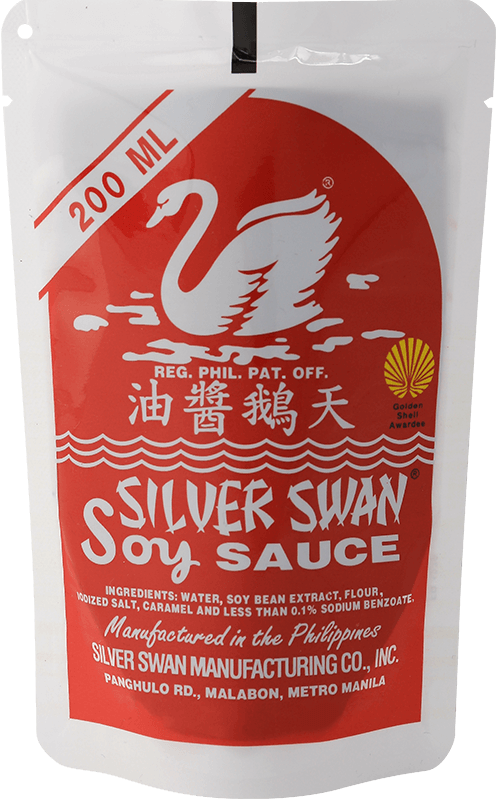 200 ML
®
REG. PHIL. PAT. OFF.
油醬鵝天
Golden
Shell
Awardee
SILVER SWAN®
Soy SAUCE
INGREDIENTS: WATER, SOY BEAN EXTRACT, FLOUR,
IODIZED SALT, CARAMEL AND LESS THAN 0.1% SODIUM BENZOATE.
Manufactured in the Philippines
SILVER SWAN MANUFACTURING CO., INC.
PANGHULO RD., MALABON, METRO MANILA